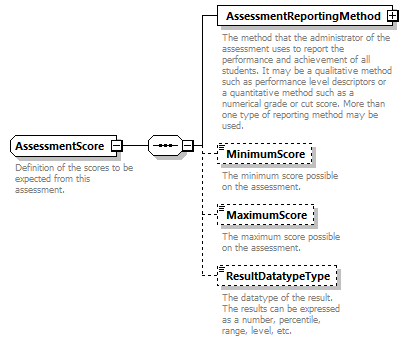 AssessmentReportingMethod
The method that the administrator of the
assessment uses to report the
performance and achievement of all
students. It may be a qualitative method
such as performance level descriptors or
a quantitative method such as a
numerical grade or cut score. More than
one type of reporting method may be
used.
AssessmentScore
Definition of the scores to be
expected from this
assessment.
MinimumScore
The minimum score possible
on the assessment.
MaximumScore
The maximum score possible
on the assessment.
ResultDatatypeType
The datatype of the result.
The results can be expressed
as a number, percentile,
range, level, etc.